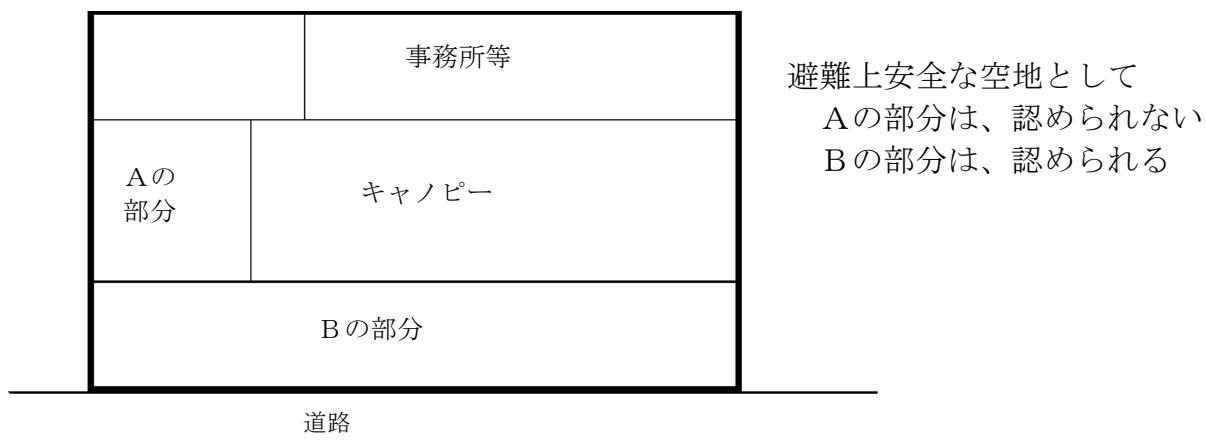 事務所等
避難上安全な空地として
Aの部分は、認められない
Bの部分は、認められる
Aの
部分
キャノピー
Bの部分
道路